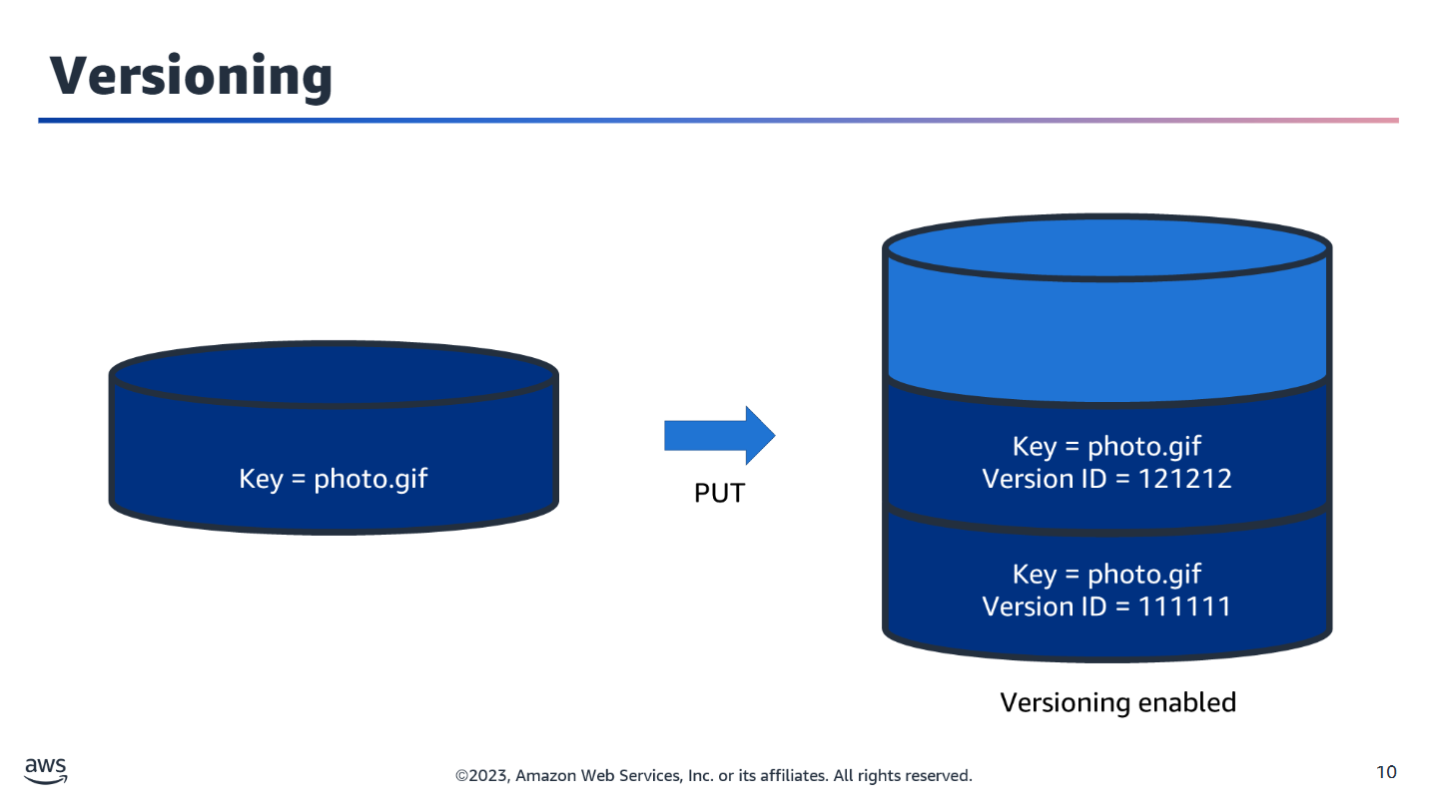 Versioning
Key = photo.gif
PUT
Key = photo.gif
Version ID = 121212
Key = photo.gif
Version ID = 111111
Versioning enabled
aws
©2023, Amazon Web Services, Inc. or its affiliates. All rights reserved.
10